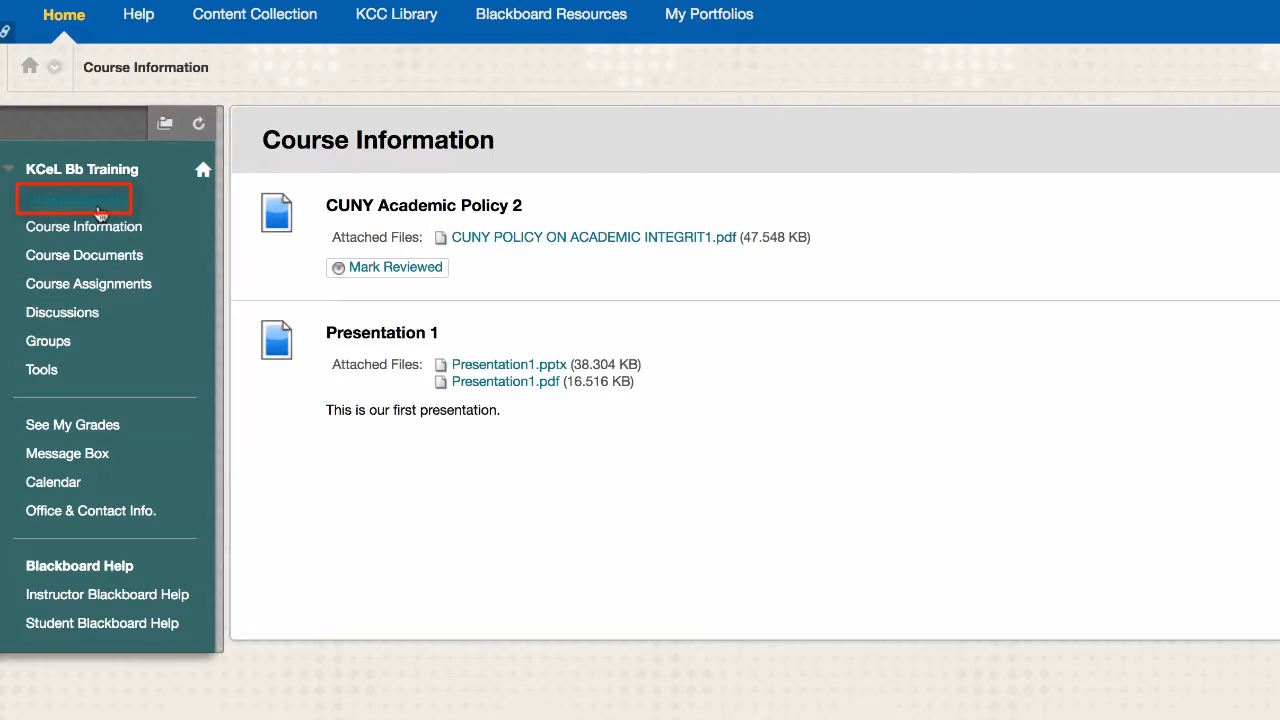 Home Help Content Collection KCC Library Blackboard Resources My Portfolios
Course Information
KCeL Bb Training
Course Information
Course Documents
Course Assignments
Discussions
Groups
Tools
See My Grades
Message Box
Calendar
Office & Contact Info.
Blackboard Help
Instructor Blackboard Help
Student Blackboard Help
Course Information
CUNY Academic Policy 2
Attached Files: CUNY POLICY ON ACADEMIC INTEGRIT1.pdf (47.548 KB)
Mark Reviewed
Presentation 1
Attached Files: Presentation1.pptx (38.304 KB)
Presentation1.pdf (16.516 KB)
This is our first presentation.